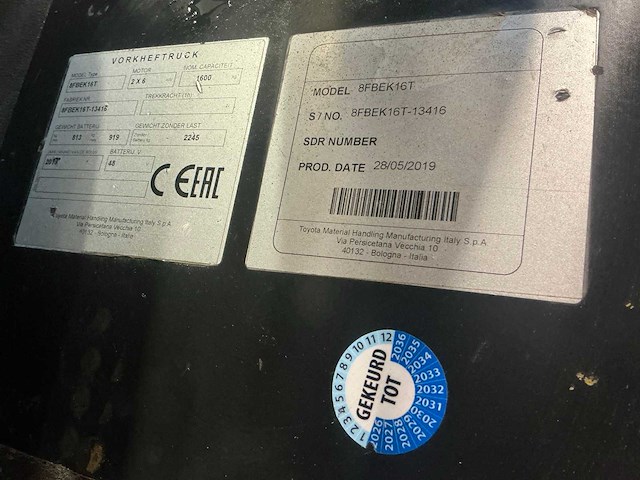 VORKHEFTRUCK
MODEL Type
8FBEK16T
MOTOR
2 X 6
NOM. CAPACITEIT
1600
FABRIEK NR
8FBEK16T-13416
TREKKRACHT (10)
GEWICHT BATTERIJ
813
919
GEWICHT ZONDER LAST
2245
BATTERIJ V
48
CE EAC
Toyota Material Handling Manufacturing Italy S.p.A.
Via Persicetana Vecchia 10
40132 - Bologna - Italia
MODEL 8FBEK16T
S / NO. 8FBEK16T-13416
SDR NUMBER
PROD. DATE 28/05/2019
Toyota Material Handling Manufacturing Italy S.p.A.
Via Persicetana Vecchia 10
40132 - Bologna - Italia
GEKEURD
TOT
1 2 3 4 5 6 7 8 9 10 11 12
2026 2027 2028 2029 2030 2031 2032 2033 2034 2035 2036